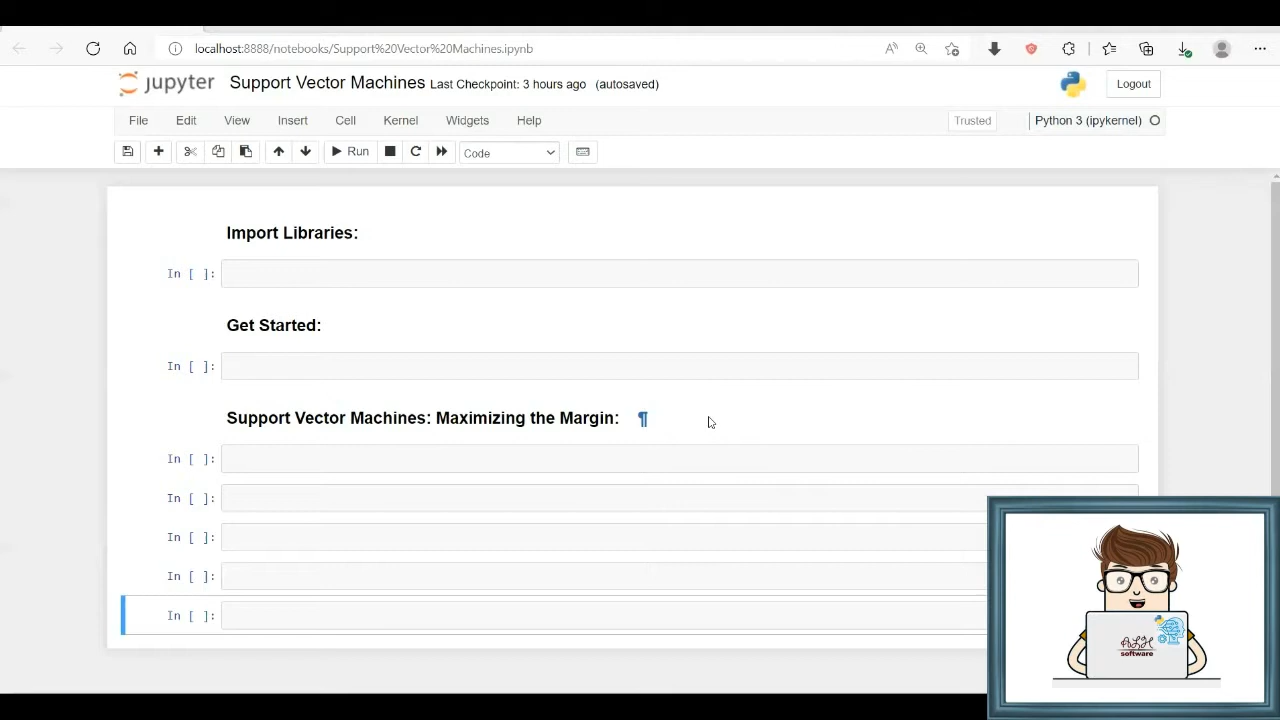 localhost:8888/notebooks/Support%20Vector%20Machines.ipynb
jupyter Support Vector Machines Last Checkpoint: 3 hours ago (autosaved) Logout
File Edit View Insert Cell Kernel Widgets Help Trusted Python 3 (ipykernel)
Run Code
Import Libraries:
In [ ]:
Get Started:
In [ ]:
Support Vector Machines: Maximizing the Margin: ¶
In [ ]:
In [ ]:
In [ ]:
In [ ]:
In [ ]:
ALH
software